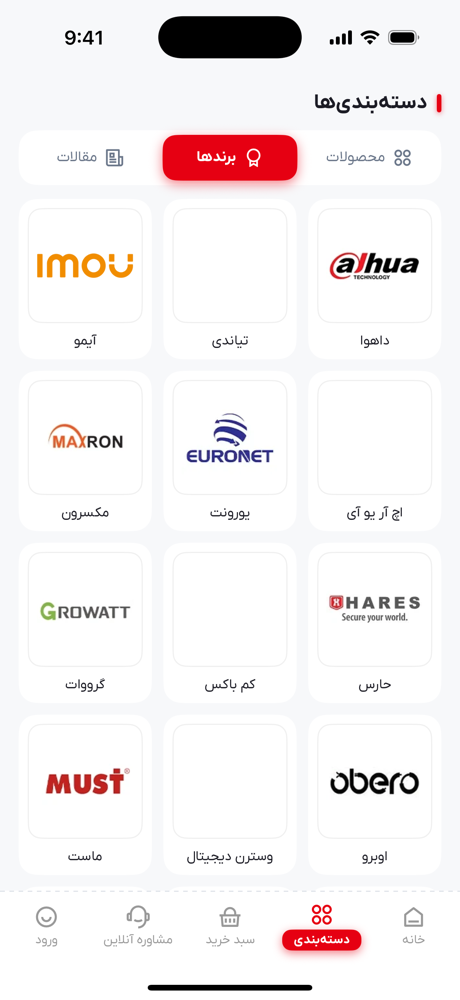 9:41
دسته‌بندی‌ها
محصولات
برندها
مقالات
alhua
TECHNOLOGY
imou
داهوا
تیاندی
آیمو
EURONET
MAXRON
اچ آر یو آی
یورونت
مکسرون
HARES
Secure your world.
GROWATT
حارس
کم باکس
گرووات
obero
MUST®
اوبرو
وسترن دیجیتال
ماست
خانه
دسته‌بندی
سبد خرید
مشاوره آنلاین
ورود